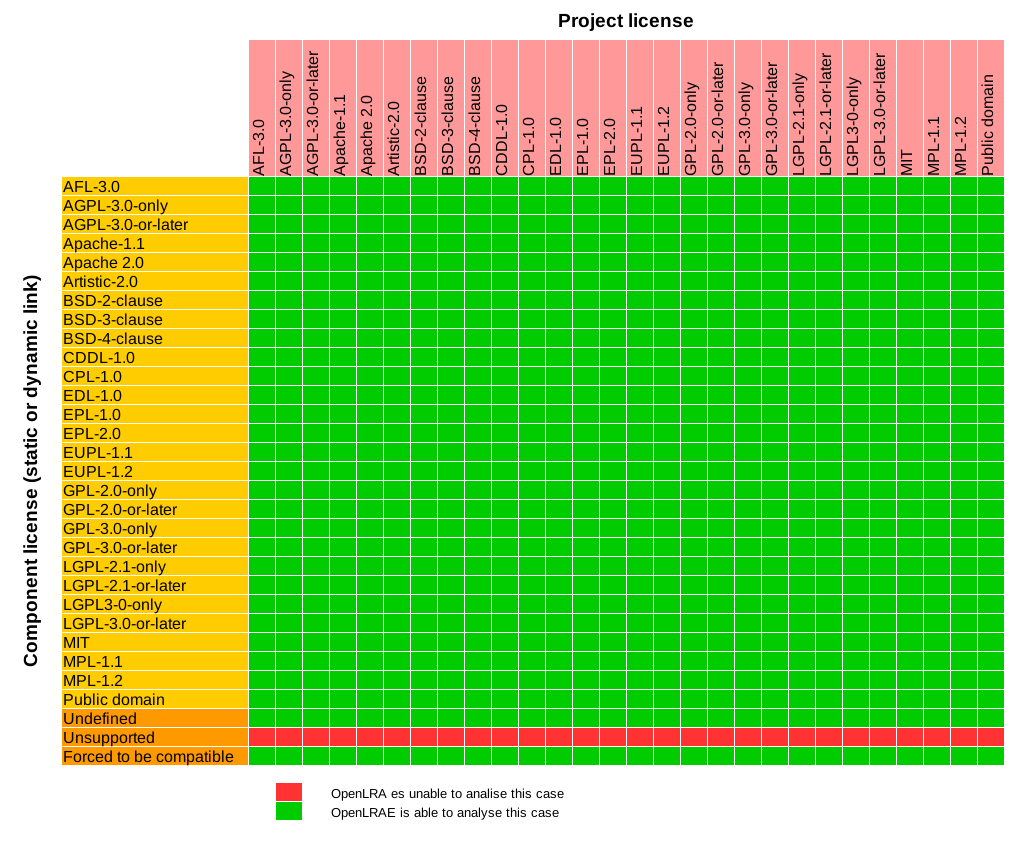 Project license
AFL-3.0
AGPL-3.0-only
AGPL-3.0-or-later
Apache-1.1
Apache 2.0
Artistic-2.0
BSD-2-clause
BSD-3-clause
BSD-4-clause
CDDL-1.0
CPL-1.0
EDL-1.0
EPL-1.0
EPL-2.0
EUPL-1.1
EUPL-1.2
GPL-2.0-only
GPL-2.0-or-later
GPL-3.0-only
GPL-3.0-or-later
LGPL-2.1-only
LGPL-2.1-or-later
LGPL3-0-only
LGPL-3.0-or-later
MIT
MPL-1.1
MPL-1.2
Public domain
Component license (static or dynamic link)
AFL-3.0
AGPL-3.0-only
AGPL-3.0-or-later
Apache-1.1
Apache 2.0
Artistic-2.0
BSD-2-clause
BSD-3-clause
BSD-4-clause
CDDL-1.0
CPL-1.0
EDL-1.0
EPL-1.0
EPL-2.0
EUPL-1.1
EUPL-1.2
GPL-2.0-only
GPL-2.0-or-later
GPL-3.0-only
GPL-3.0-or-later
LGPL-2.1-only
LGPL-2.1-or-later
LGPL3-0-only
LGPL-3.0-or-later
MIT
MPL-1.1
MPL-1.2
Public domain
Undefined
Unsupported
Forced to be compatible
OpenLRA es unable to analise this case
OpenLRAE is able to analyse this case